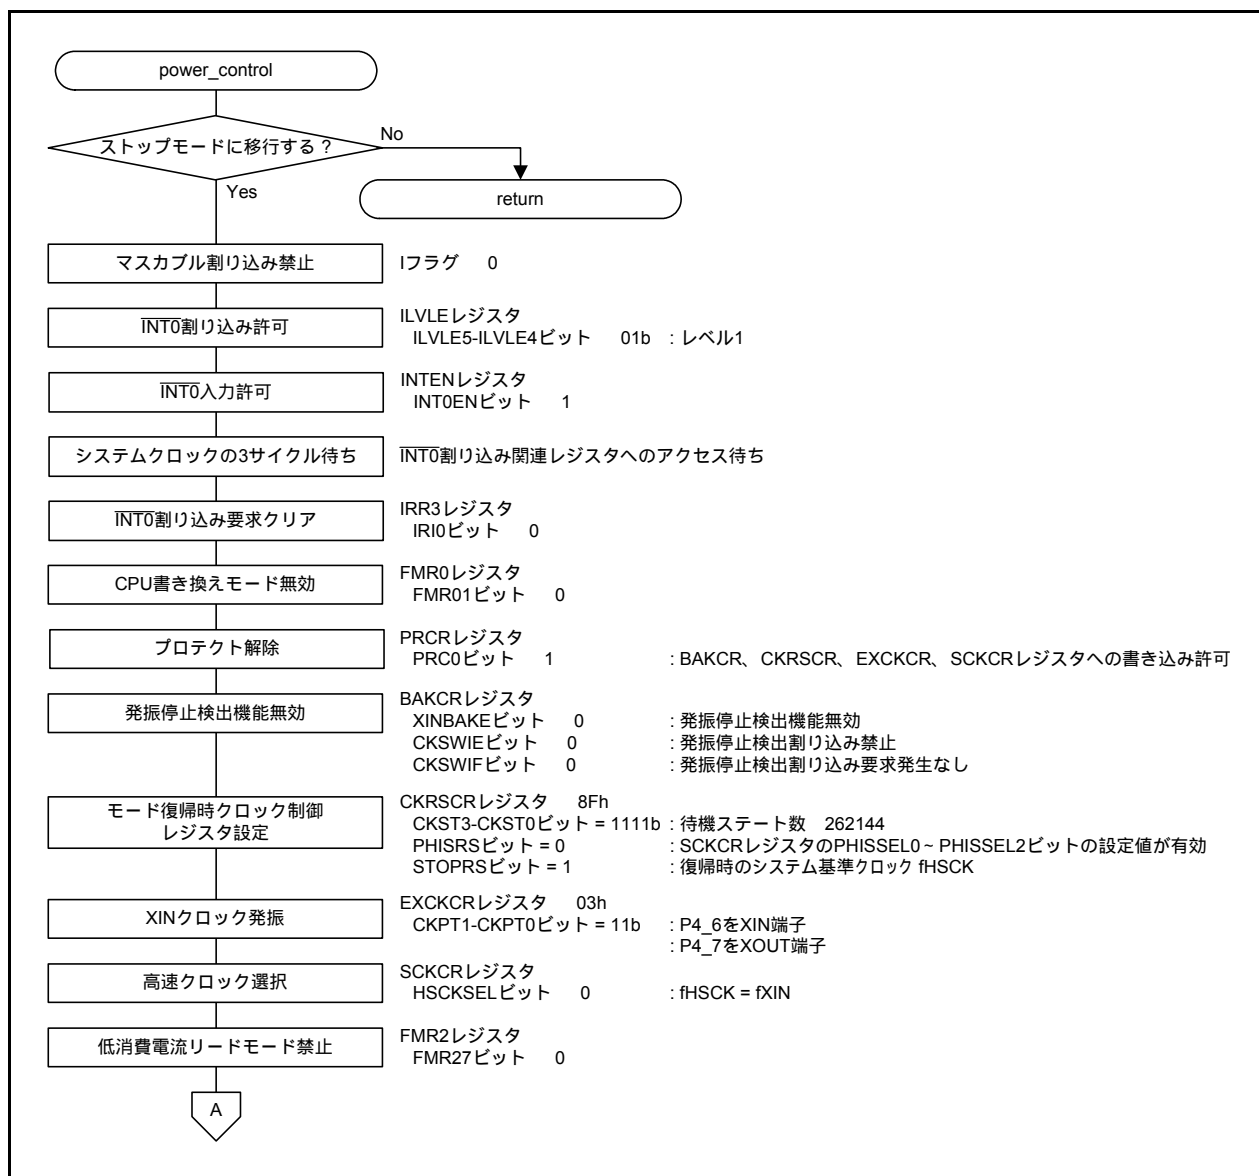 power_control
ストップモードに移行する？
No
Yes
return
マスカブル割り込み禁止
Iフラグ 0
INT0割り込み許可
ILVLEレジスタ
ILVLE5-ILVLE4ビット 01b : レベル1
INT0入力許可
INTENレジスタ
INT0ENビット 1
システムクロックの3サイクル待ち
INT0割り込み関連レジスタへのアクセス待ち
INT0割り込み要求クリア
IRR3レジスタ
IRI0ビット 0
CPU書き換えモード無効
FMR0レジスタ
FMR01ビット 0
プロテクト解除
PRCRレジスタ
PRC0ビット 1 : BAKCR、CKRSCR、EXCKCR、SCKCRレジスタへの書き込み許可
発振停止検出機能無効
BAKCRレジスタ
XINBAKEビット 0 : 発振停止検出機能無効
CKSWIEビット 0 : 発振停止検出割り込み禁止
CKSWIFビット 0 : 発振停止検出割り込み要求発生なし
モード復帰時クロック制御
レジスタ設定
CKRSCRレジスタ 8Fh
CKST3-CKST0ビット = 1111b : 待機ステート数 262144
PHISRSビット = 0 : SCKCRレジスタのPHISSEL0~PHISSEL2ビットの設定値が有効
STOPRSビット = 1 : 復帰時のシステム基準クロック fHSCK
XINクロック発振
EXCKCRレジスタ 03h
CKPT1-CKPT0ビット = 11b : P4_6をXIN端子
: P4_7をXOUT端子
高速クロック選択
SCKCRレジスタ
HSCKSELビット 0 : fHSCK = fXIN
低消費電流リードモード禁止
FMR2レジスタ
FMR27ビット 0
A